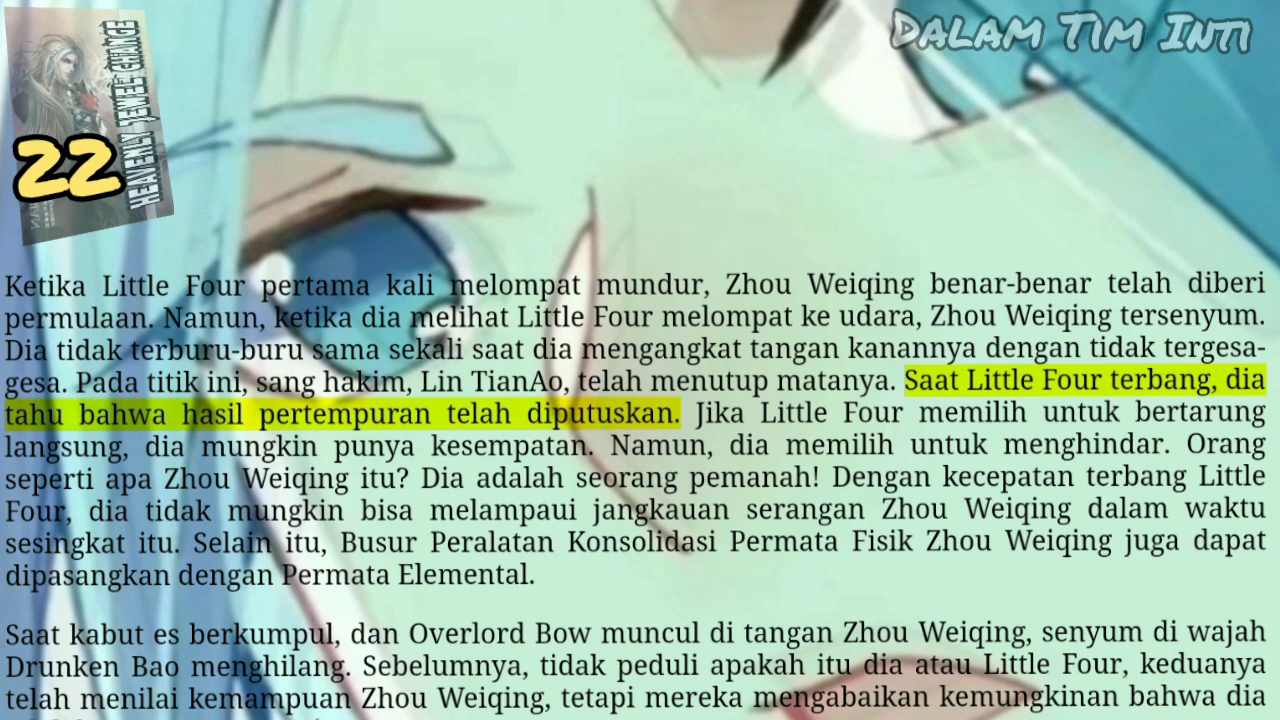 Dalam Tim Inti
HEAVENLY JEWEL CHANGE
22
Ketika Little Four pertama kali melompat mundur, Zhou Weiqing benar-benar telah diberi
permulaan. Namun, ketika dia melihat Little Four melompat ke udara, Zhou Weiqing tersenyum.
Dia tidak terburu-buru sama sekali saat dia mengangkat tangan kanannya dengan tidak tergesa-
gesa. Pada titik ini, sang hakim, Lin TianAo, telah menutup matanya. Saat Little Four terbang, dia
tahu bahwa hasil pertempuran telah diputuskan. Jika Little Four memilih untuk bertarung
langsung, dia mungkin punya kesempatan. Namun, dia memilih untuk menghindar. Orang
seperti apa Zhou Weiqing itu? Dia adalah seorang pemanah! Dengan kecepatan terbang Little
Four, dia tidak mungkin bisa melampaui jangkauan serangan Zhou Weiqing dalam waktu
sesingkat itu. Selain itu, Busur Peralatan Konsolidasi Permata Fisik Zhou Weiqing juga dapat
dipasangkan dengan Permata Elemental.
Saat kabut es berkumpul, dan Overlord Bow muncul di tangan Zhou Weiqing, senyum di wajah
Drunken Bao menghilang. Sebelumnya, tidak peduli apakah itu dia atau Little Four, keduanya
telah menilai kemampuan Zhou Weiqing, tetapi mereka mengabaikan kemungkinan bahwa dia